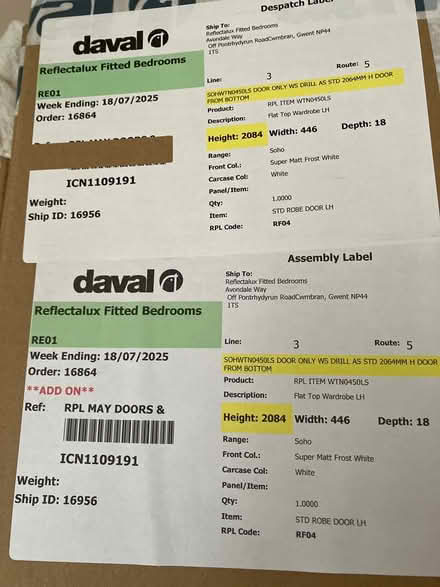 Despatch Label
daval
Ship To:
Reflectalux Fitted Bedrooms
Avondale Way
Off Pontrhydyrun RoadCwmbran, Gwent NP44
1TS
Reflectalux Fitted Bedrooms
RE01
Line: 3 Route: 5
Week Ending: 18/07/2025
Order: 16864
SOHWTN0450LS DOOR ONLY WS DRILL AS STD 2064MM H DOOR
FROM BOTTOM
Product: RPL ITEM WTN0450LS
Description: Flat Top Wardrobe LH
Height: 2084 Width: 446 Depth: 18
Range: Soho
Front Col.: Super Matt Frost White
Carcase Col: White
Panel/Item:
Qty: 1.0000
Item: STD ROBE DOOR LH
RPL Code: RF04
ICN1109191
Weight:
Ship ID: 16956
Assembly Label
daval
Ship To:
Reflectalux Fitted Bedrooms
Avondale Way
Off Pontrhydyrun RoadCwmbran, Gwent NP44
1TS
Reflectalux Fitted Bedrooms
RE01
Line: 3 Route: 5
Week Ending: 18/07/2025
Order: 16864
**ADD ON**
Ref: RPL MAY DOORS &
SOHWTN0450LS DOOR ONLY WS DRILL AS STD 2064MM H DOOR
FROM BOTTOM
Product: RPL ITEM WTN0450LS
Description: Flat Top Wardrobe LH
Height: 2084 Width: 446 Depth: 18
Range: Soho
Front Col.: Super Matt Frost White
Carcase Col: White
Panel/Item:
Qty: 1.0000
Item: STD ROBE DOOR LH
RPL Code: RF04
ICN1109191
Weight:
Ship ID: 16956